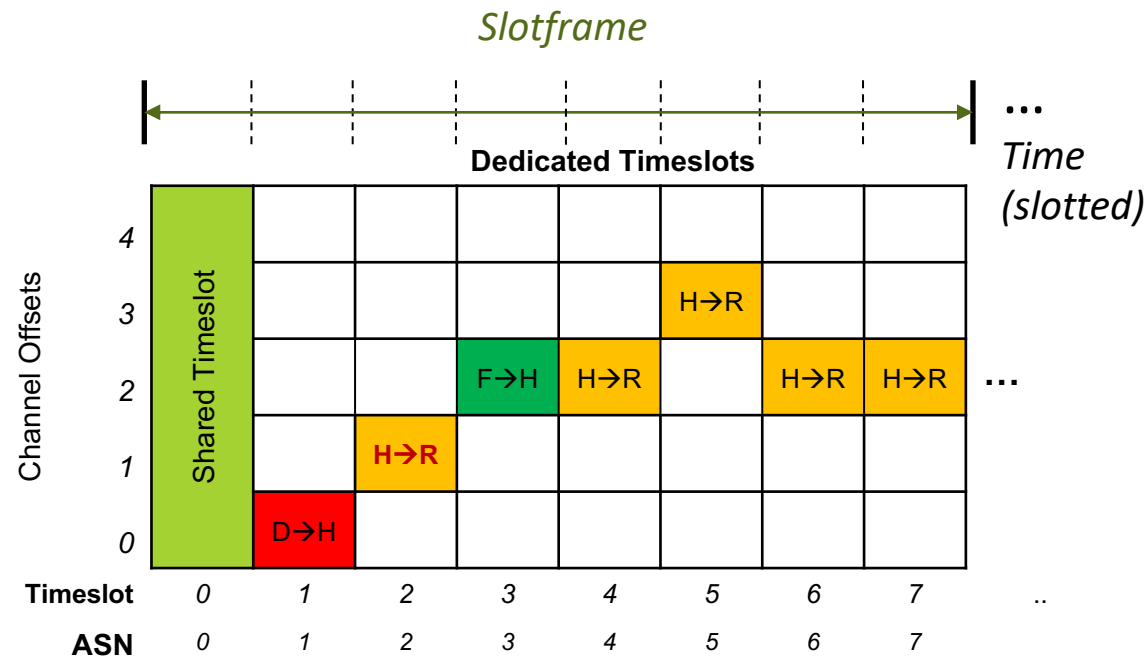 Slotframe
...
Time
(slotted)
Dedicated Timeslots
Channel Offsets
4
3
2
1
0
Shared Timeslot
H→R
F→H
H→R
H→R
H→R
...
H→R
D→H
Timeslot 0 1 2 3 4 5 6 7 ..
ASN 0 1 2 3 4 5 6 7